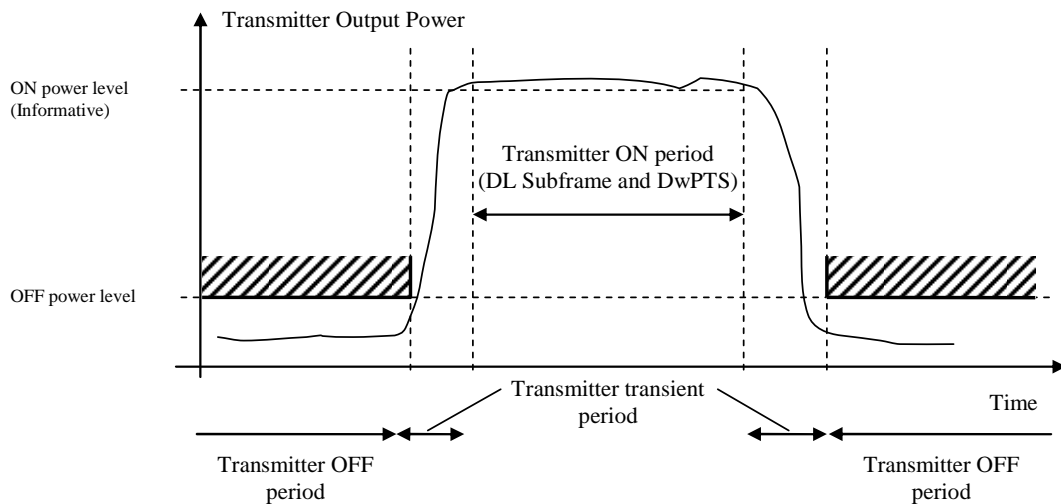 Transmitter Output Power
ON power level
(Informative)
Transmitter ON period
(DL Subframe and DwPTS)
OFF power level
Transmitter transient
period
Time
Transmitter OFF
period
Transmitter OFF
period